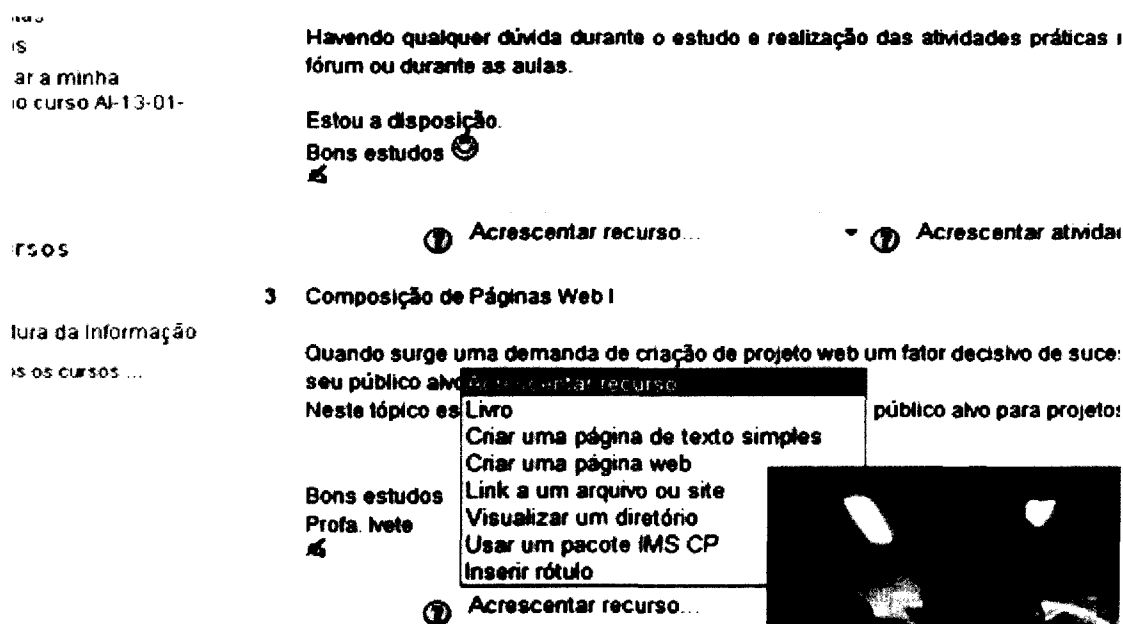 ar a minha
o curso AI-13-01-
rsos
ura da Informação
s os cursos ...
Havendo qualquer dúvida durante o estudo e realização das atividades práticas
fórum ou durante as aulas.
Estou a disposição.
Bons estudos
Acrescentar recurso...
Acrescentar ativida
3 Composição de Páginas Web I
Quando surge uma demanda de criação de projeto web um fator decisivo de suce
seu público alvo
Neste tópico es
público alvo para projetos
Acrescentar recurso
Livro
Criar uma página de texto simples
Criar uma página web
Link a um arquivo ou site
Visualizar um diretório
Usar um pacote IMS CP
Inserir rótulo
Bons estudos
Profa. Ivete
Acrescentar recurso...